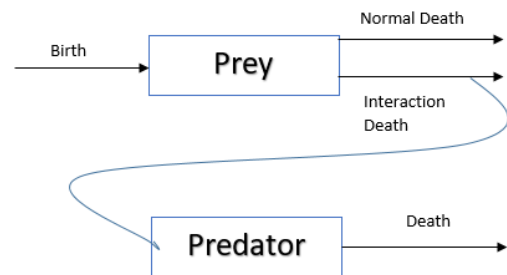 Normal Death
Birth
Prey
Interaction
Death
Death
Predator